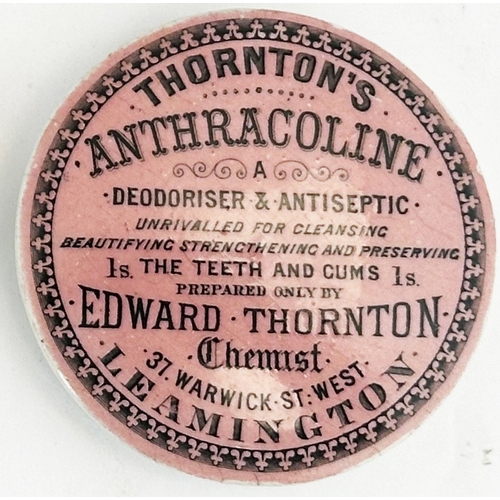 THORNTON'S
ANTHRACOLINE
A
DEODORISER & ANTISEPTIC
UNRIVALLED FOR CLEANSING
BEAUTIFYING STRENGTHENING AND PRESERVING
1s. THE TEETH AND GUMS 1s.
PREPARED ONLY BY
EDWARD · THORNTON
· Chemist ·
· 37. WARWICK · ST: WEST. ·
LEAMINGTON